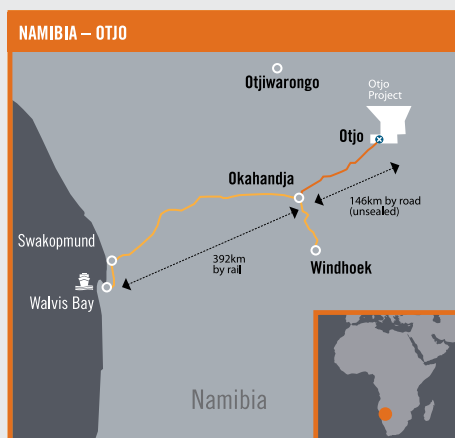 NAMIBIA – OTJO
Otjiwarongo
Otjo
Project
Otjo
Okahandja
146km by road
(unsealed)
Swakopmund
392km
by rail
Windhoek
Walvis Bay
Namibia